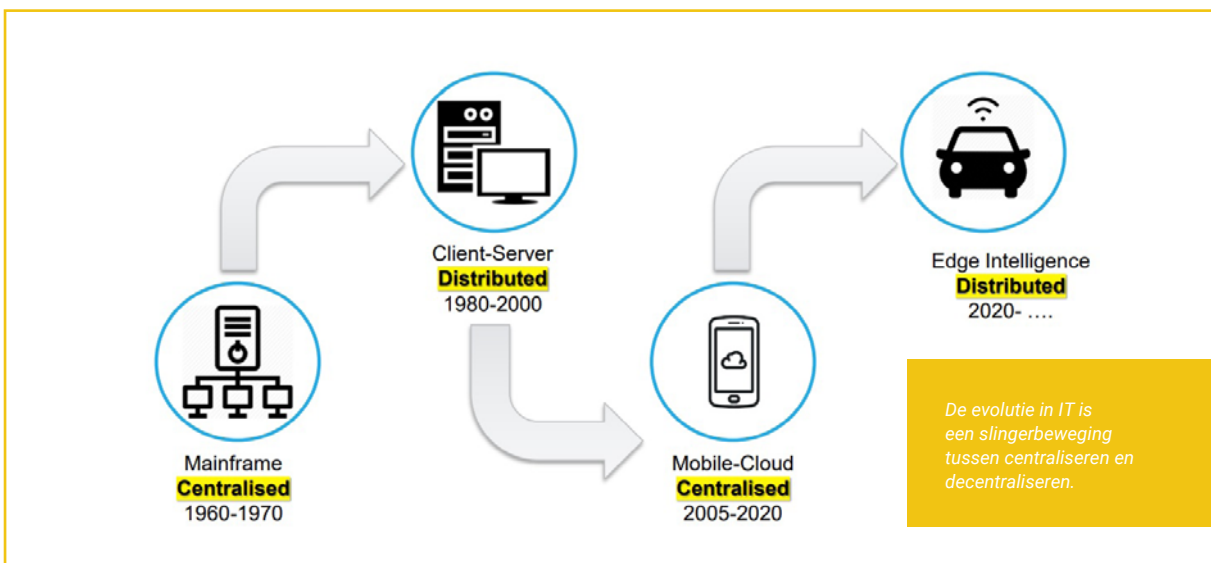 Mainframe
Centralised
1960-1970
Client-Server
Distributed
1980-2000
Mobile-Cloud
Centralised
2005-2020
Edge Intelligence
Distributed
2020- ....
De evolutie in IT is
een slingerbeweging
tussen centraliseren en
decentraliseren.